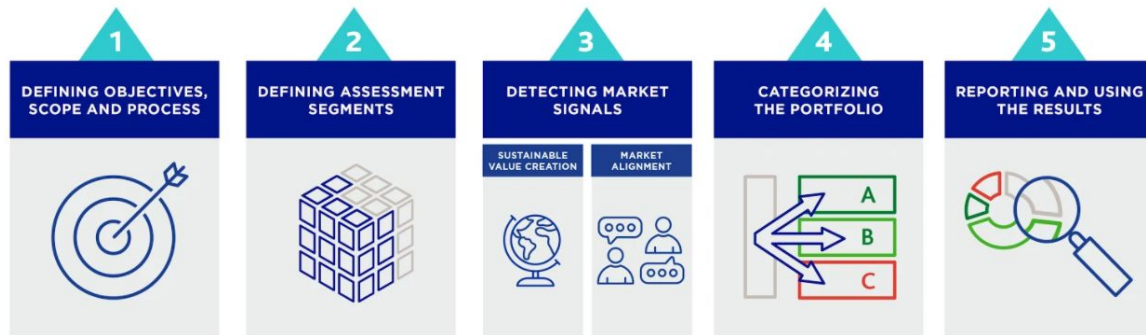 1
DEFINING OBJECTIVES,
SCOPE AND PROCESS
2
DEFINING ASSESSMENT
SEGMENTS
3
DETECTING MARKET
SIGNALS
SUSTAINABLE
VALUE CREATION
MARKET
ALIGNMENT
4
CATEGORIZING
THE PORTFOLIO
A
B
C
5
REPORTING AND USING
THE RESULTS